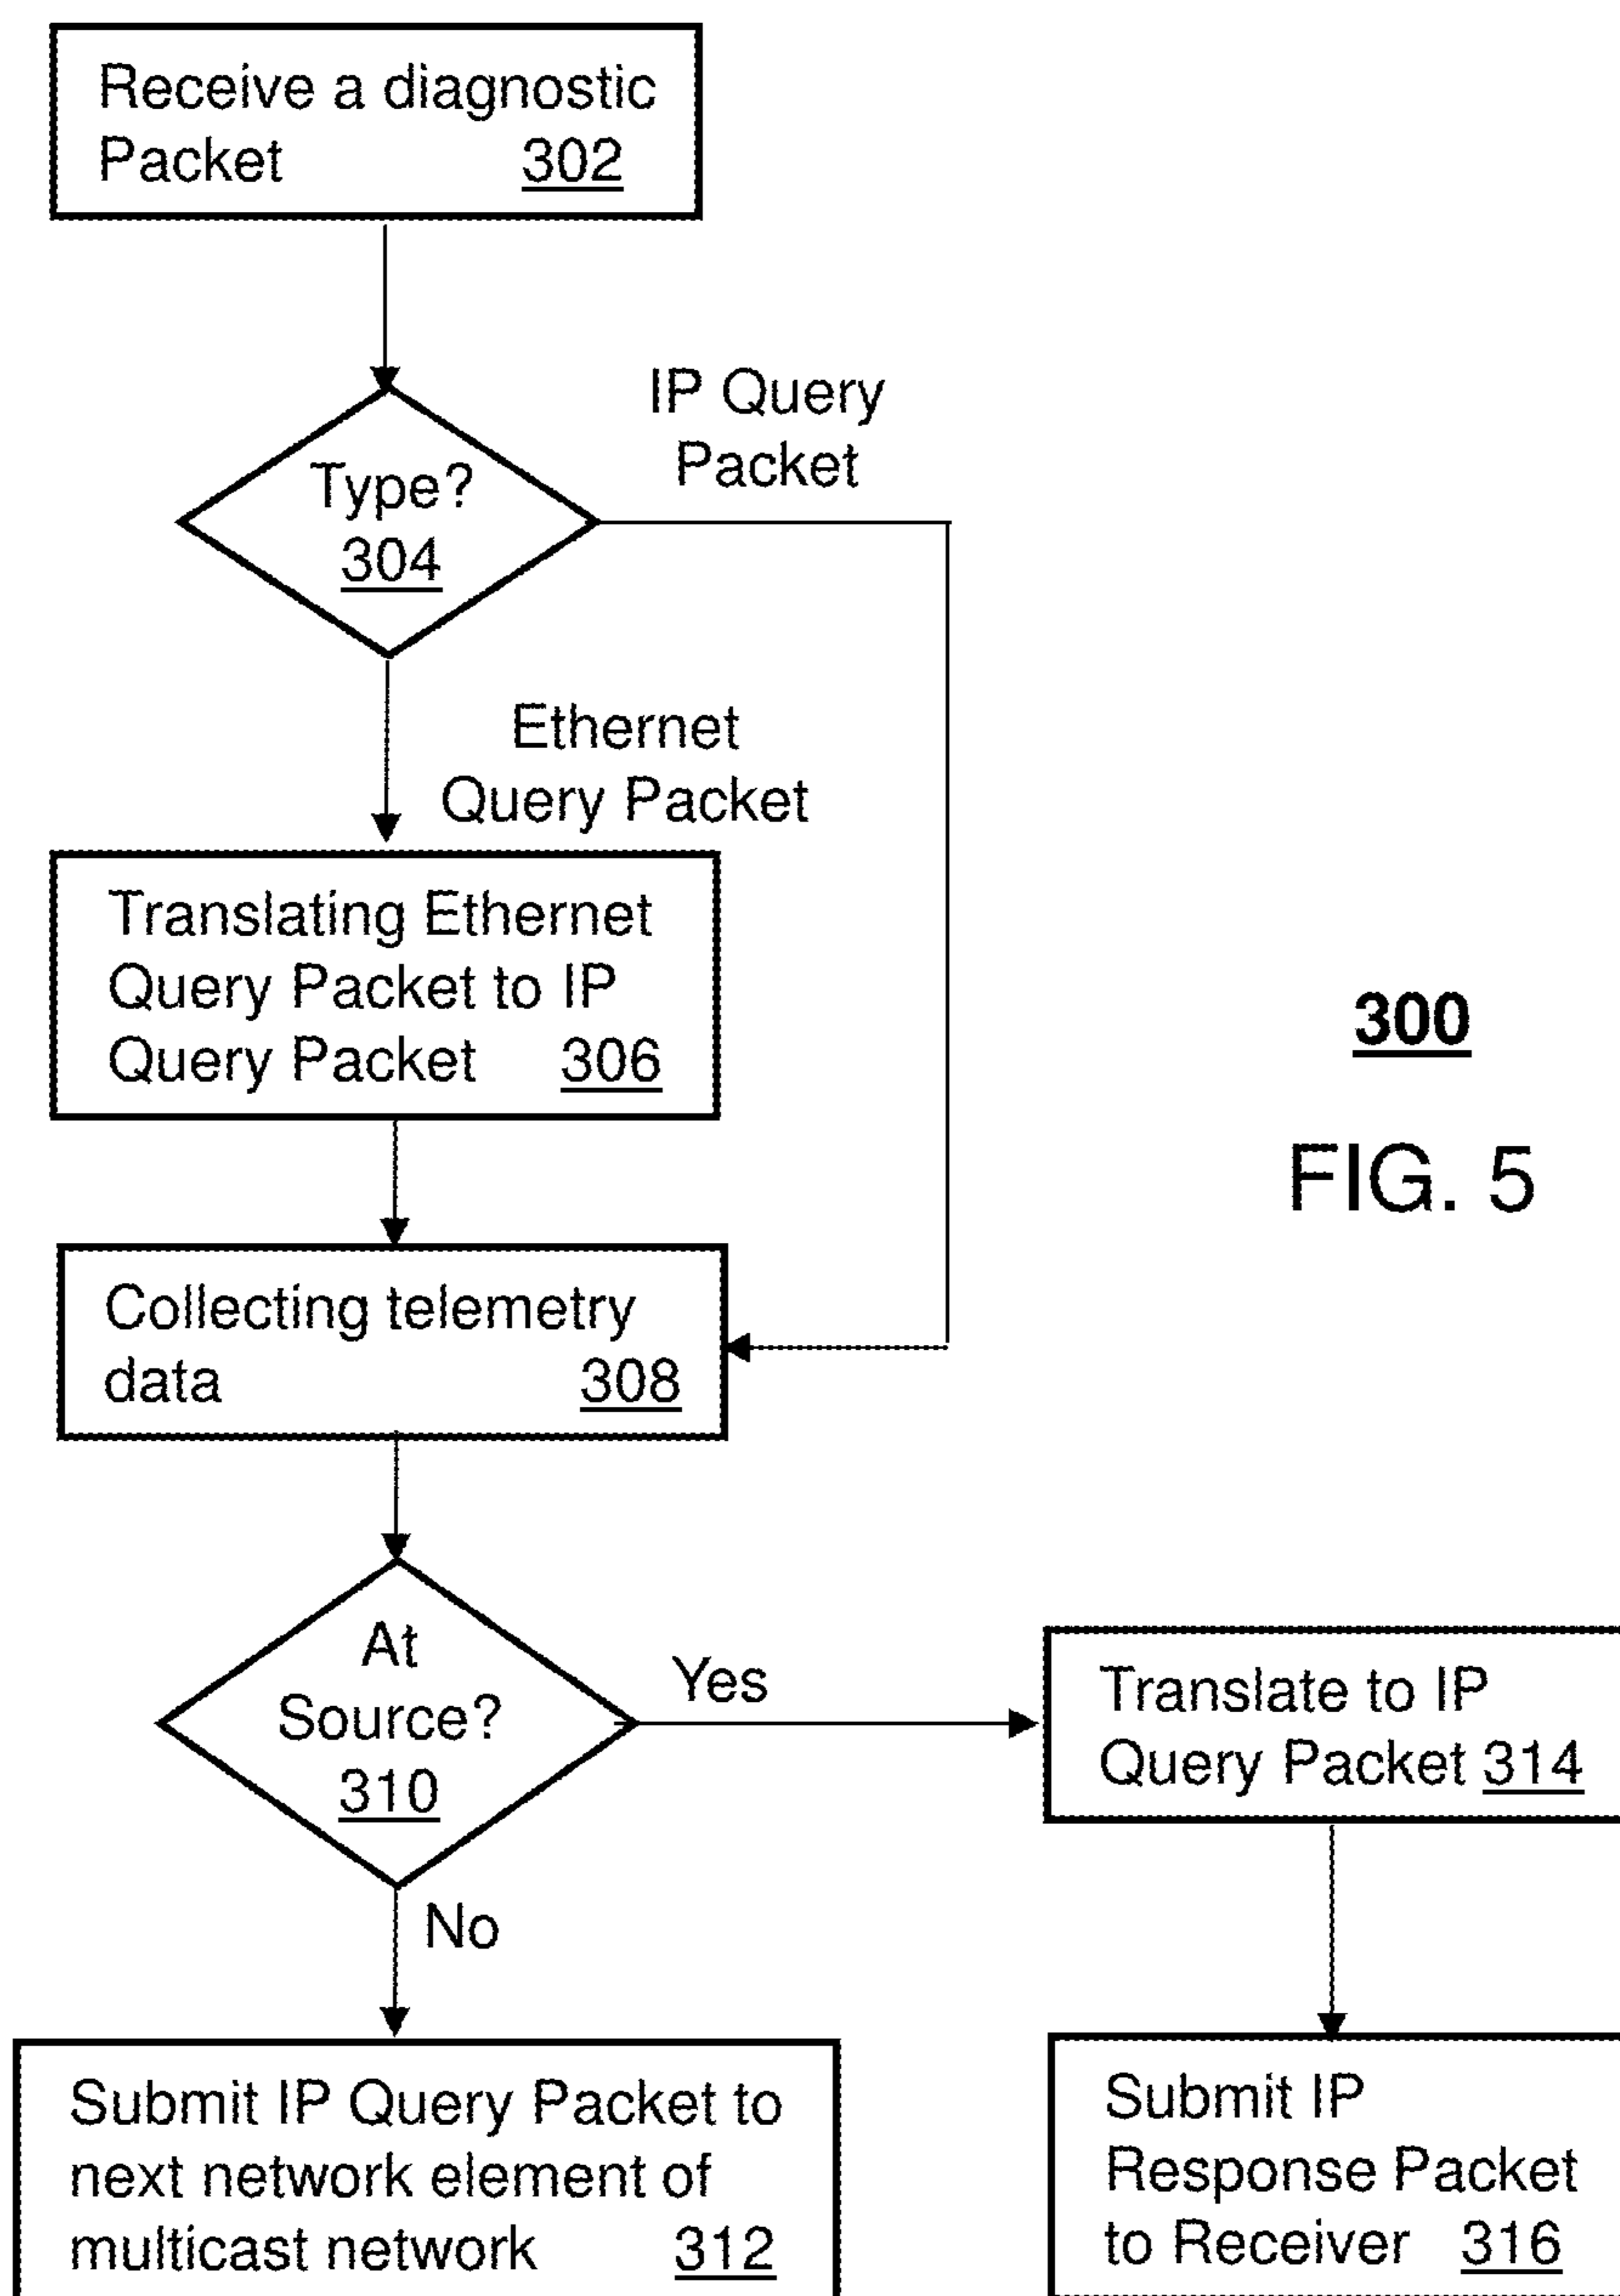 Receive a diagnostic
Packet 302
IP Query
Packet
Type?
304
Ethernet
Query Packet
Translating Ethernet
Query Packet to IP
Query Packet 306
300
FIG. 5
Collecting telemetry
data 308
At
Source?
310
Yes
Translate to IP
Query Packet 314
No
Submit IP Query Packet to
next network element of
multicast network 312
Submit IP
Response Packet
to Receiver 316